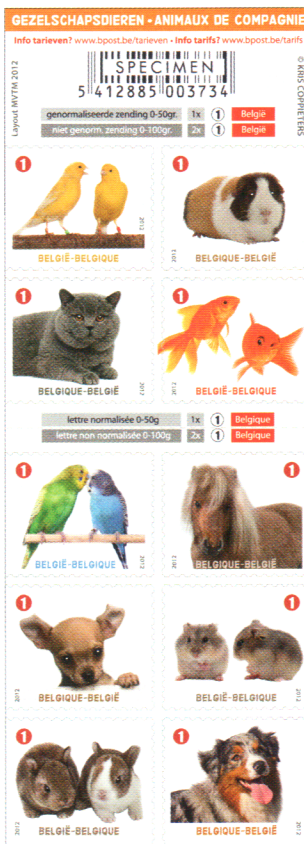 GEZELSCHAPSDIEREN • ANIMAUX DE COMPAGNIE
Info tarieven? www.bpost.be/tarieven • Info tarifs? www.bpost.be/tarifs
Layout MVTM 2012
SPECIMEN
5 412885 003734
© KRIS COPPIETERS
genormaliseerde zending 0-50gr. 1x 1 België
niet genorm. zending 0-100gr. 2x 1 België
1
BELGIË-BELGIQUE
2012
1
BELGIQUE-BELGIË
2012
1
BELGIQUE-BELGIË
2012
1
BELGIË-BELGIQUE
2012
lettre normalisée 0-50g 1x 1 Belgique
lettre non normalisée 0-100g 2x 1 Belgique
1
BELGIË-BELGIQUE
2012
1
BELGIQUE-BELGIË
2012
1
BELGIQUE-BELGIË
2012
1
BELGIË-BELGIQUE
2012
1
BELGIË-BELGIQUE
2012
1
BELGIQUE-BELGIË
2012